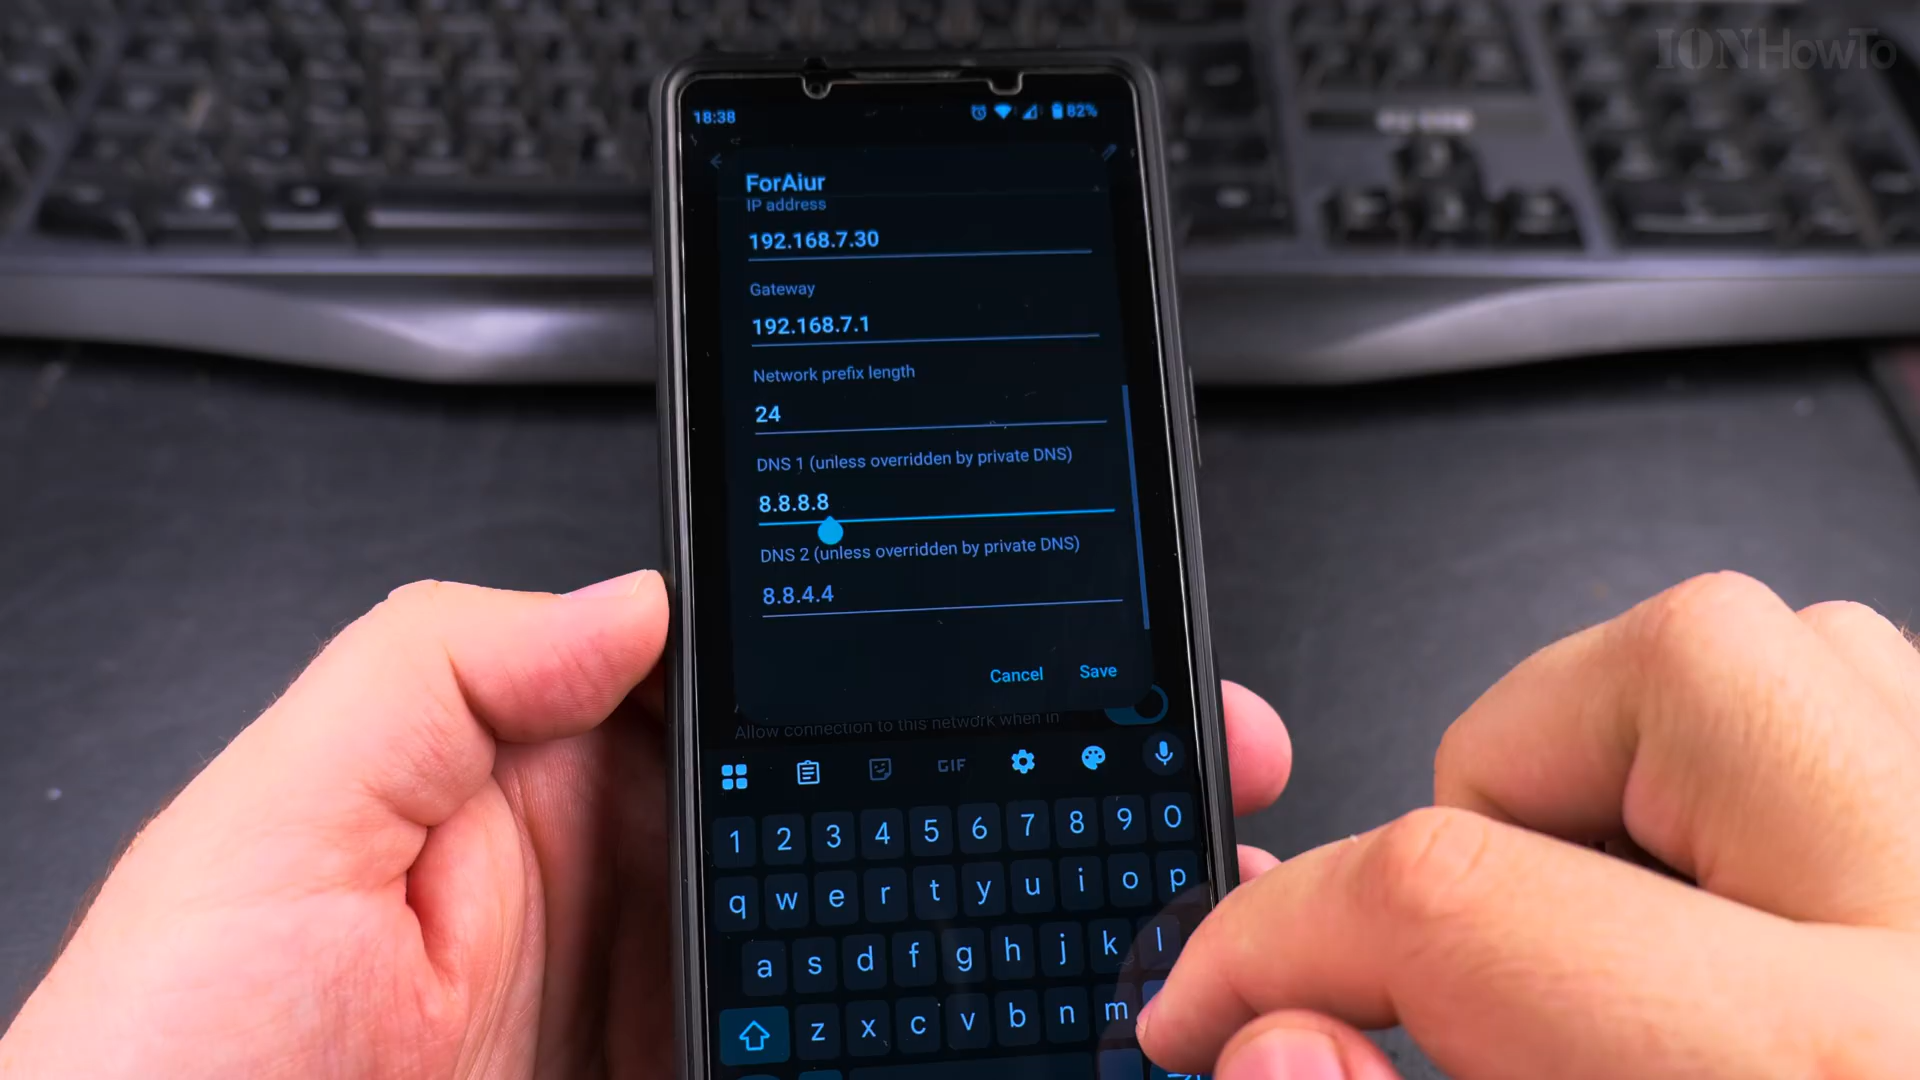 IONHowTo
18:38
82%
ForAiur
IP address
192.168.7.30
Gateway
192.168.7.1
Network prefix length
24
DNS 1 (unless overridden by private DNS)
8.8.8.8
DNS 2 (unless overridden by private DNS)
8.8.4.4
Cancel Save
Allow connection to this network when in
GIF
1 2 3 4 5 6 7 8 9 0
q w e r t y u i o p
a s d f g h j k l
z x c v b n m